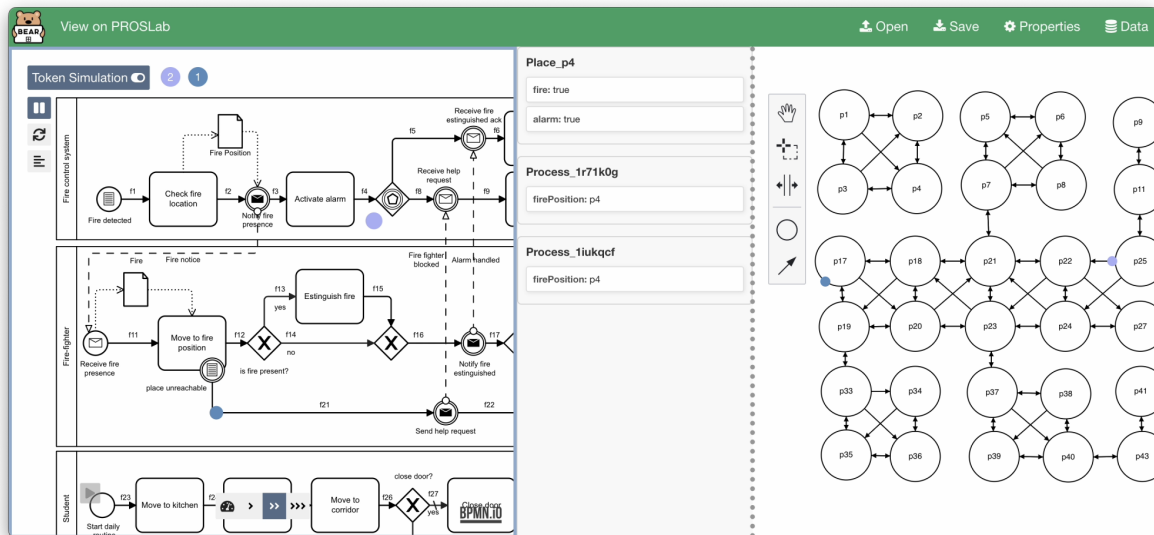 BEAR
View on PROSLab
Open
Save
Properties
Data
Token Simulation
2
1
Fire control system
Fire detected
f1
Check fire
location
Fire Position
f2
Notify fire
presence
f3
Activate alarm
f4
f5
Receive fire
estinguished ack
f6
Receive help
request
f8
f9
Fire-fighter
Fire
Fire notice
Receive fire
presence
f11
Move to fire
position
place unreachable
f12
is fire present?
f13
yes
f14
no
Estinguish fire
f15
f16
Fire fighter
blocked
Alarm handled
f17
Notify fire
estinguished
f21
Send help request
f22
Student
Start daily
routine
f23
Move to kitchen
Move to
corridor
f26
close door?
f27
yes
Close door
BPMN.iO
Place_p4
fire: true
alarm: true
Process_1r71k0g
firePosition: p4
Process_1iukqcf
firePosition: p4
p1
p2
p5
p6
p9
p3
p4
p7
p8
p11
p17
p18
p21
p22
p25
p19
p20
p23
p24
p27
p33
p34
p37
p38
p41
p35
p36
p39
p40
p43